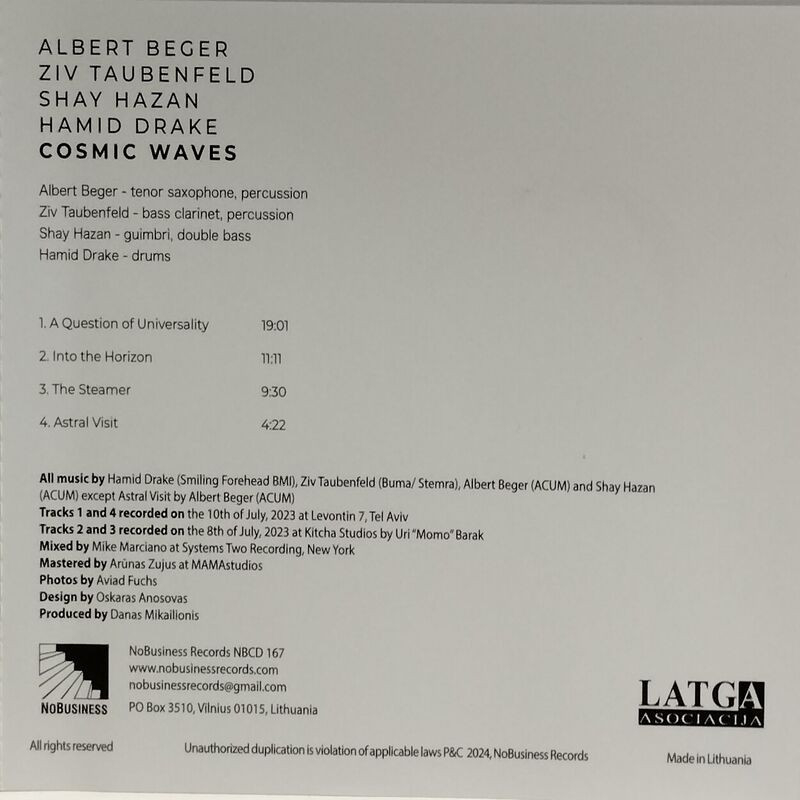 ALBERT BEGER
ZIV TAUBENFELD
SHAY HAZAN
HAMID DRAKE
COSMIC WAVES
Albert Beger - tenor saxophone, percussion
Ziv Taubenfeld - bass clarinet, percussion
Shay Hazan - guimbri, double bass
Hamid Drake - drums
1. A Question of Universality 19:01
2. Into the Horizon 11:11
3. The Steamer 9:30
4. Astral Visit 4:22
All music by Hamid Drake (Smiling Forehead BMI), Ziv Taubenfeld (Buma/ Stemra), Albert Beger (ACUM) and Shay Hazan
(ACUM) except Astral Visit by Albert Beger (ACUM)
Tracks 1 and 4 recorded on the 10th of July, 2023 at Levontin 7, Tel Aviv
Tracks 2 and 3 recorded on the 8th of July, 2023 at Kitcha Studios by Uri "Momo" Barak
Mixed by Mike Marciano at Systems Two Recording, New York
Mastered by Arūnas Zujus at MAMAstudios
Photos by Aviad Fuchs
Design by Oskaras Anosovas
Produced by Danas Mikailionis
NoBusiness Records NBCD 167
www.nobusinessrecords.com
nobusinessrecords@gmail.com
PO Box 3510, Vilnius 01015, Lithuania
NOBUSINESS
LATGA
ASOCIACIJA
All rights reserved
Unauthorized duplication is violation of applicable laws P&C 2024, NoBusiness Records
Made in Lithuania